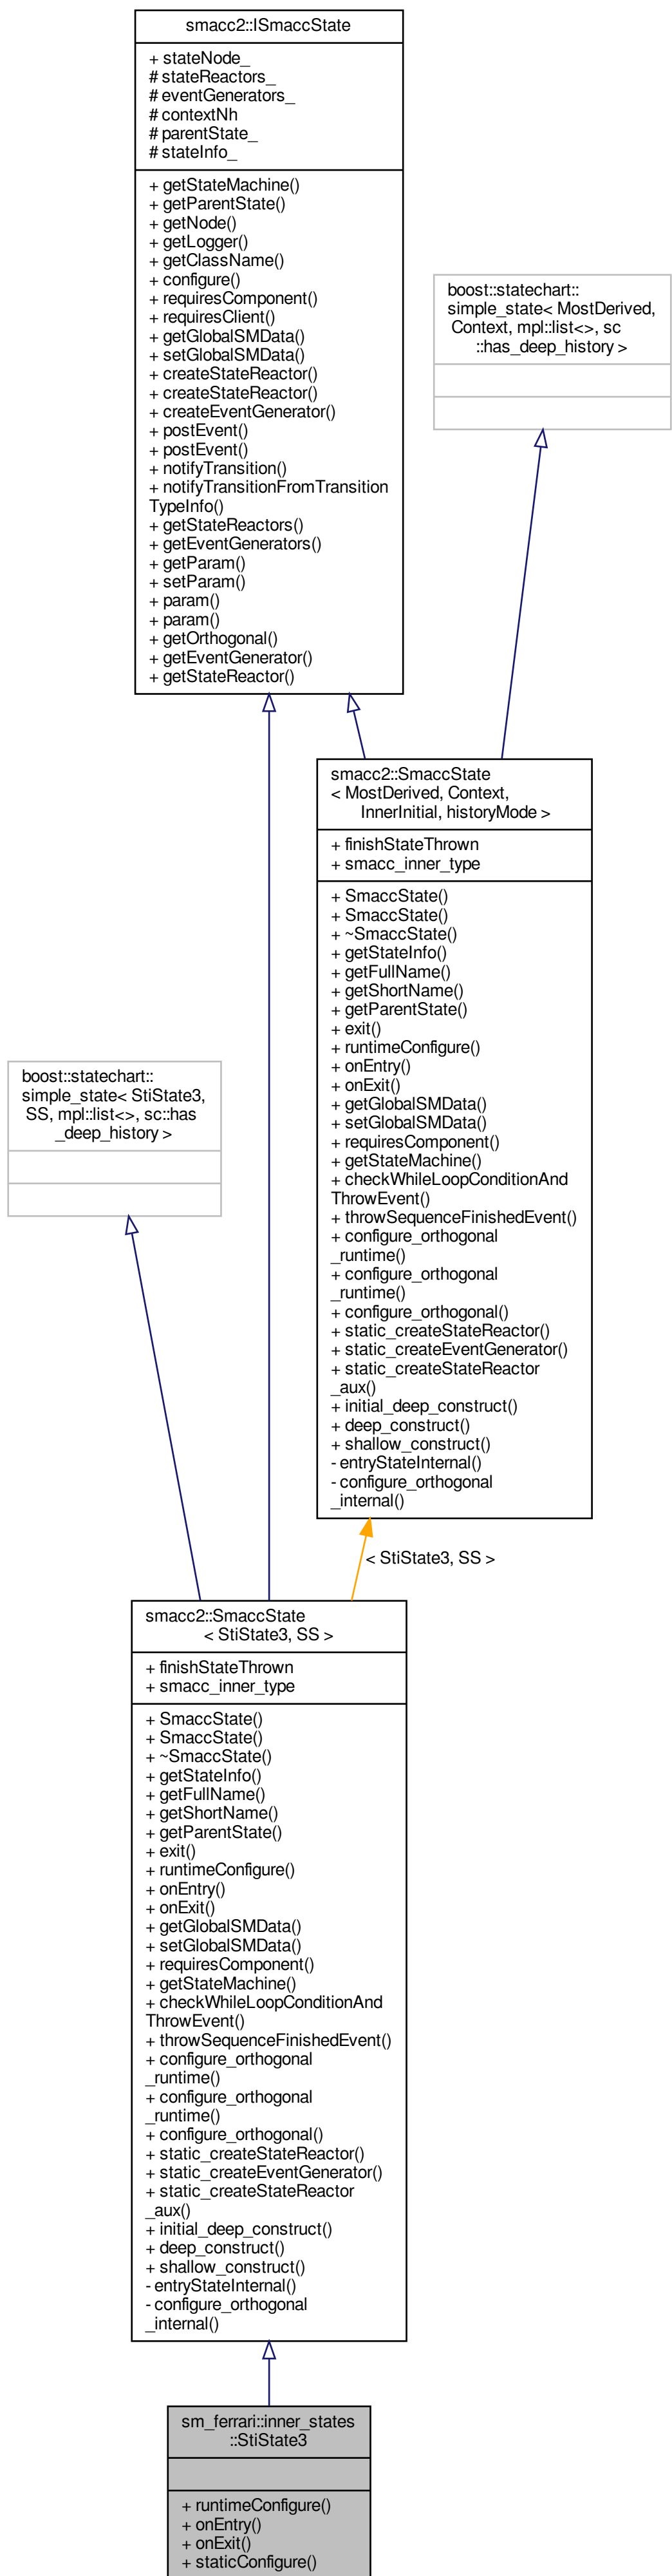 smacc2::ISmaccState
+ stateNode_
# stateReactors_
# eventGenerators_
# contextNh
# parentState_
# stateInfo_
+ getStateMachine()
+ getParentState()
+ getNode()
+ getLogger()
+ getClassName()
+ configure()
+ requiresComponent()
+ requiresClient()
+ getGlobalSMData()
+ setGlobalSMData()
+ createStateReactor()
+ createStateReactor()
+ createEventGenerator()
+ postEvent()
+ postEvent()
+ notifyTransition()
+ notifyTransitionFromTransition
TypeInfo()
+ getStateReactors()
+ getEventGenerators()
+ getParam()
+ setParam()
+ param()
+ param()
+ getOrthogonal()
+ getEventGenerator()
+ getStateReactor()
boost::statechart::
simple_state< MostDerived,
Context, mpl::list<>, sc
::has_deep_history >
smacc2::SmaccState
< MostDerived, Context,
InnerInitial, historyMode >
+ finishStateThrown
+ smacc_inner_type
+ SmaccState()
+ SmaccState()
+ ~SmaccState()
+ getStateInfo()
+ getFullName()
+ getShortName()
+ getParentState()
+ exit()
+ runtimeConfigure()
+ onEntry()
+ onExit()
+ getGlobalSMData()
+ setGlobalSMData()
+ requiresComponent()
+ getStateMachine()
+ checkWhileLoopConditionAnd
ThrowEvent()
+ throwSequenceFinishedEvent()
+ configure_orthogonal
_runtime()
+ configure_orthogonal
_runtime()
+ configure_orthogonal()
+ static_createStateReactor()
+ static_createEventGenerator()
+ static_createStateReactor
_aux()
+ initial_deep_construct()
+ deep_construct()
+ shallow_construct()
- entryStateInternal()
- configure_orthogonal
_internal()
boost::statechart::
simple_state< StiState3,
SS, mpl::list<>, sc::has
_deep_history >
< StiState3, SS >
smacc2::SmaccState
< StiState3, SS >
+ finishStateThrown
+ smacc_inner_type
+ SmaccState()
+ SmaccState()
+ ~SmaccState()
+ getStateInfo()
+ getFullName()
+ getShortName()
+ getParentState()
+ exit()
+ runtimeConfigure()
+ onEntry()
+ onExit()
+ getGlobalSMData()
+ setGlobalSMData()
+ requiresComponent()
+ getStateMachine()
+ checkWhileLoopConditionAnd
ThrowEvent()
+ throwSequenceFinishedEvent()
+ configure_orthogonal
_runtime()
+ configure_orthogonal
_runtime()
+ configure_orthogonal()
+ static_createStateReactor()
+ static_createEventGenerator()
+ static_createStateReactor
_aux()
+ initial_deep_construct()
+ deep_construct()
+ shallow_construct()
- entryStateInternal()
- configure_orthogonal
_internal()
sm_ferrari::inner_states
::StiState3
+ runtimeConfigure()
+ onEntry()
+ onExit()
+ staticConfigure()